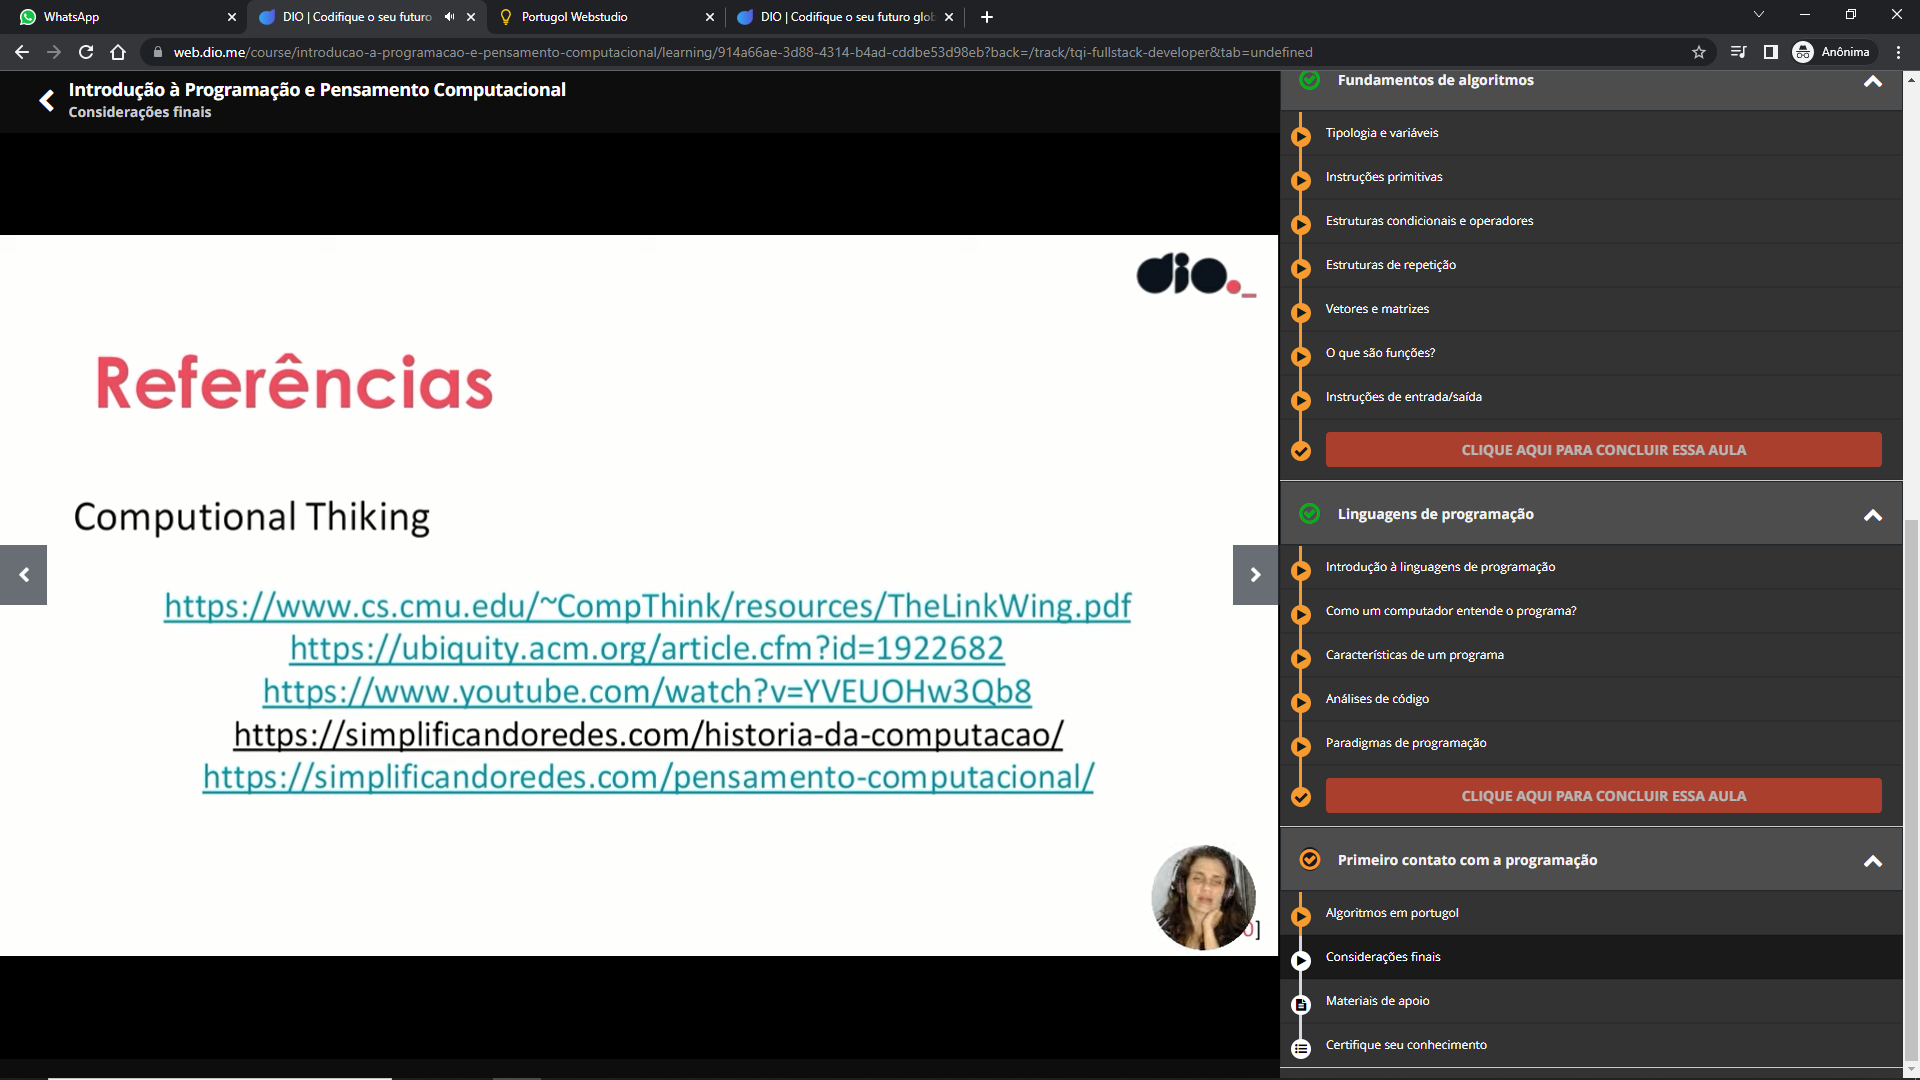 WhatsApp
DIO | Codifique o seu futuro
Portugol Webstudio
DIO | Codifique o seu futuro glob
web.dio.me/course/introducao-a-programacao-e-pensamento-computacional/learning/914a66ae-3d88-4314-b4ad-cddbe53d98eb?back=/track/tqi-fullstack-developer&tab=undefined
Anônima
Introdução à Programação e Pensamento Computacional
Considerações finais
dio._
Referências
Computional Thiking
https://www.cs.cmu.edu/~CompThink/resources/TheLinkWing.pdf
https://ubiquity.acm.org/article.cfm?id=1922682
https://www.youtube.com/watch?v=YVEUOHw3Qb8
https://simplificandoredes.com/historia-da-computacao/
https://simplificandoredes.com/pensamento-computacional/
0]
Fundamentos de algoritmos
Tipologia e variáveis
Instruções primitivas
Estruturas condicionais e operadores
Estruturas de repetição
Vetores e matrizes
O que são funções?
Instruções de entrada/saída
CLIQUE AQUI PARA CONCLUIR ESSA AULA
Linguagens de programação
Introdução à linguagens de programação
Como um computador entende o programa?
Características de um programa
Análises de código
Paradigmas de programação
CLIQUE AQUI PARA CONCLUIR ESSA AULA
Primeiro contato com a programação
Algoritmos em portugol
Considerações finais
Materiais de apoio
Certifique seu conhecimento